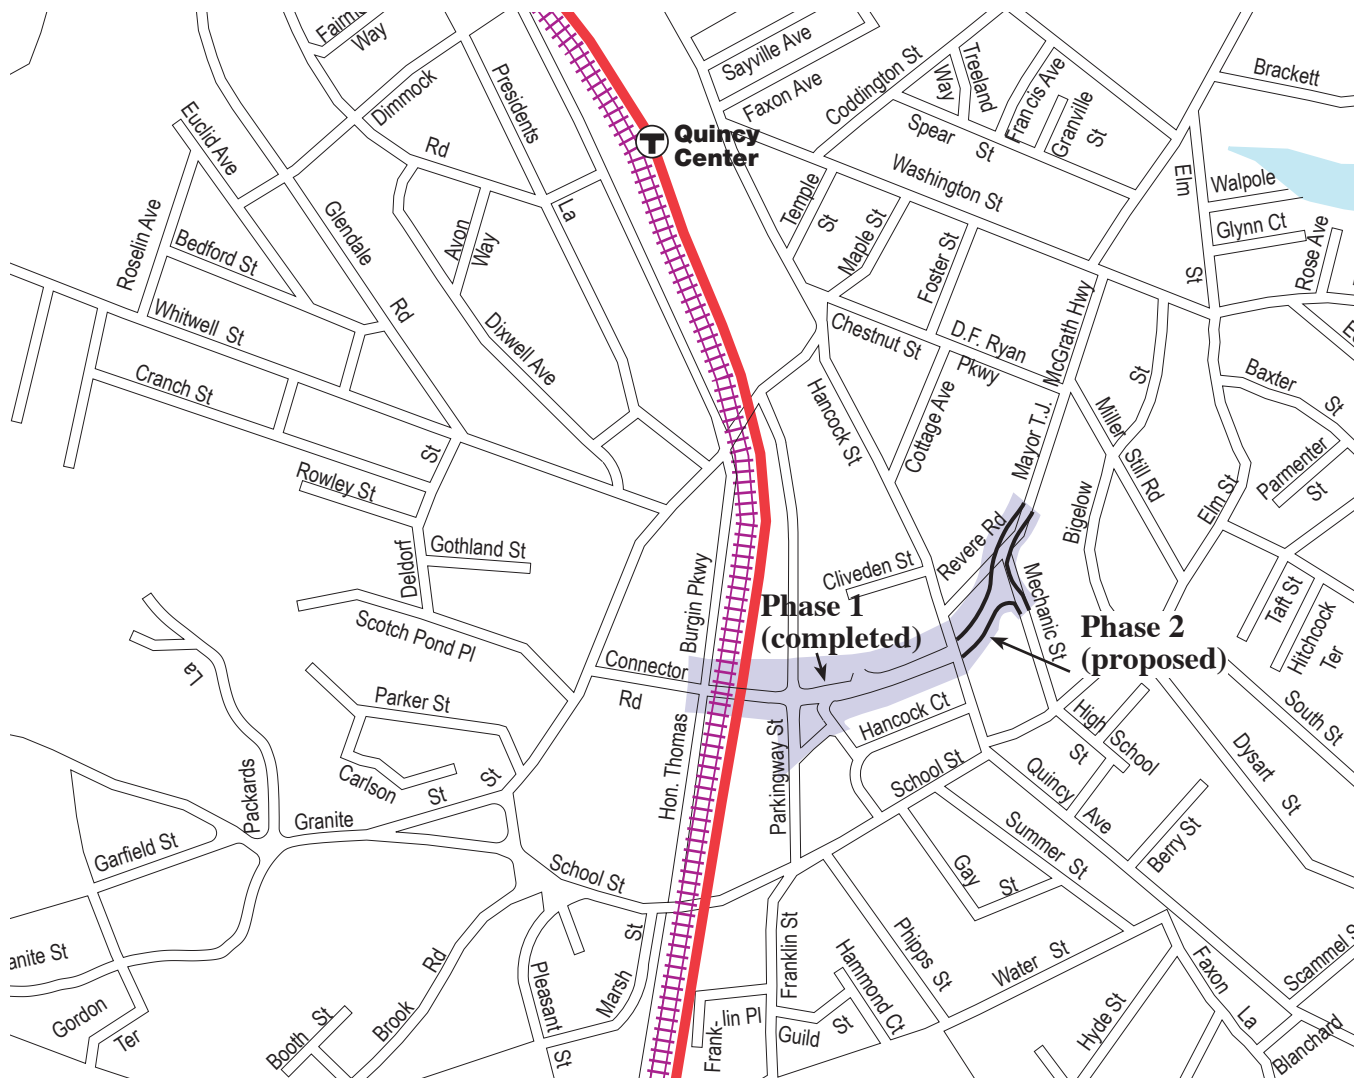 Fairmo
Way
Dimmock
Rd
Presidents
La
Sayville Ave
Faxon Ave
Coddington St
Treeland
Way
Francis Ave
Granville
St
Brackett
Euclid Ave
T
Quincy
Center
Spear
St
Washington St
Elm
St
Walpole
Glynn Ct
Rose Ave
Temple
St
Maple St
Foster St
Roselin Ave
Bedford St
Glendale
Rd
Avon
Way
Dixwell Ave
Whitwell St
Cranch St
St
Rowley St
Chestnut St
D.F. Ryan
Pkwy
Mayor T.J. McGrath Hwy
Hancock St
Cottage Ave
Miller
St
Still Rd
Baxter
St
Parmenter
St
Elm St
Bigelow
Revere Rd
Mechanic St
Cliveden St
Deldorf
Gothland St
Scotch Pond Pl
Hon. Thomas
Burgin Pkwy
Phase 1
(completed)
Phase 2
(proposed)
Taft St
Hitchcock
Ter
South St
Dysart
St
La
Packards
Connector
Rd
Parker St
Carlson
St
Parkingway St
Hancock Ct
School St
High
St
School
Quincy
Ave
Granite
St
Garfield St
School St
Summer St
Gay
St
Berry St
anite St
Gordon
Ter
Booth St
Brook
Rd
Pleasant
St
Marsh
St
Franklin St
Frank-
lin Pl
Guild
St
Hammond Ct
Phipps St
Water St
Hyde St
Faxon
La
Scammel S
Blanchard